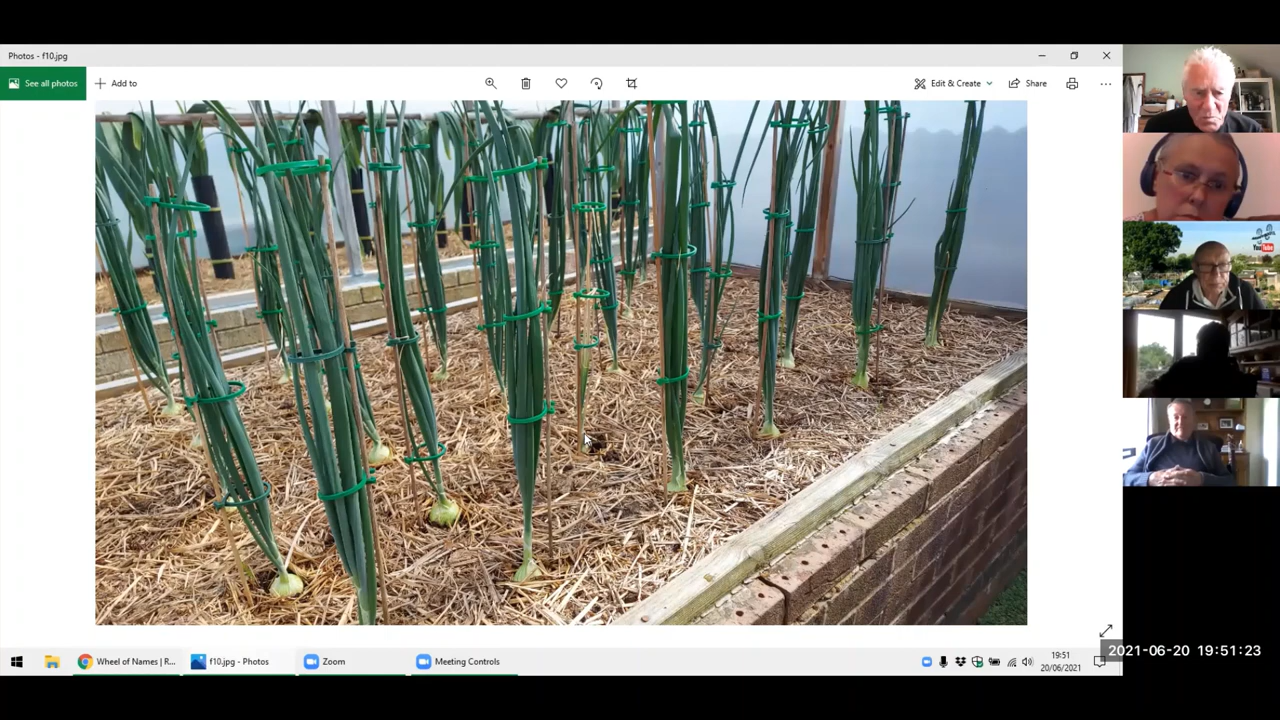 Photos - f10.jpg
See all photos
Add to
Edit & Create
Share
YouTube
Wheel of Names | R...
f10.jpg - Photos
Zoom
Meeting Controls
19:51
20/06/2021
2021-06-20 19:51:23